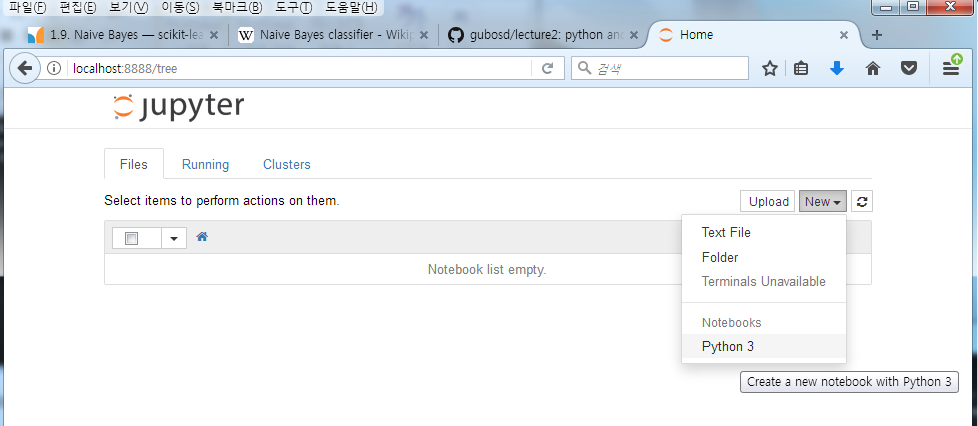 파일(F) 편집(E) 보기(V) 이동(S) 북마크(B) 도구(T) 도움말(H)
1.9. Naive Bayes — scikit-lea
W Naive Bayes classifier - Wikip
gubosd/lecture2: python and
Home
localhost:8888/tree
검색
jupyter
Files Running Clusters
Select items to perform actions on them.
Upload New
Notebook list empty.
Text File
Folder
Terminals Unavailable
Notebooks
Python 3
Create a new notebook with Python 3